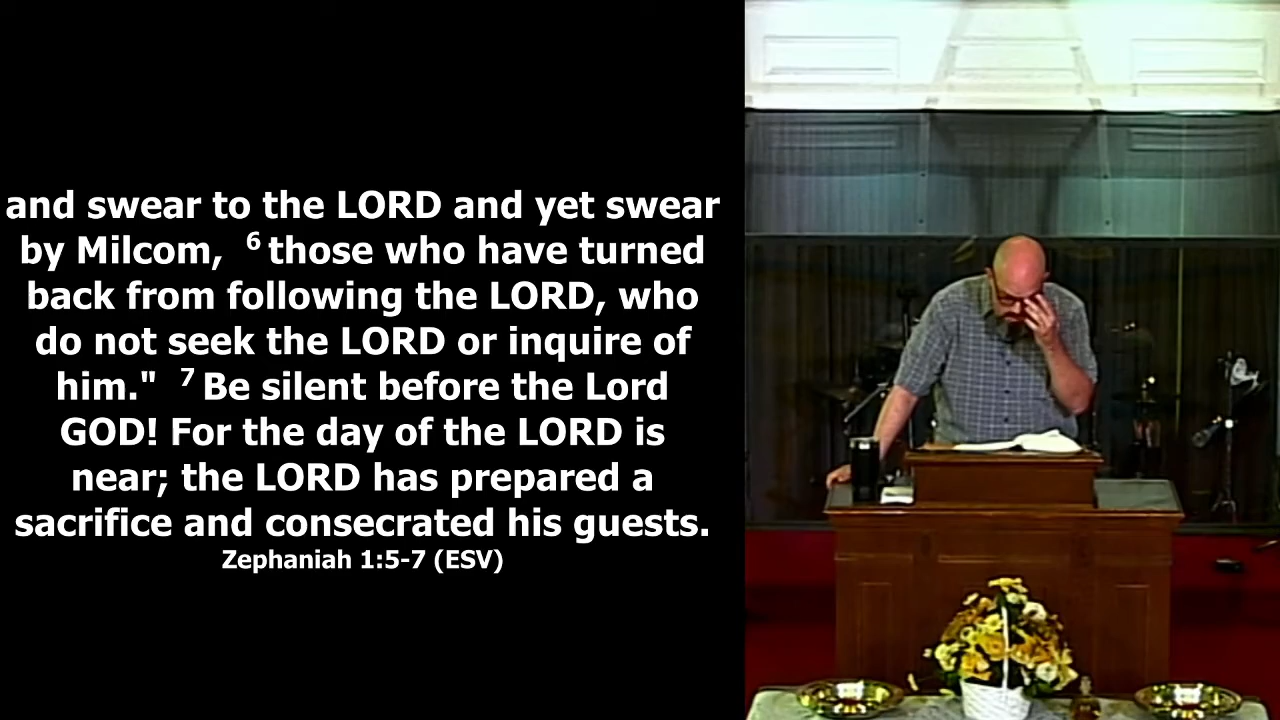 and swear to the LORD and yet swear
by Milcom, 6 those who have turned
back from following the LORD, who
do not seek the LORD or inquire of
him." 7 Be silent before the Lord
GOD! For the day of the LORD is
near; the LORD has prepared a
sacrifice and consecrated his guests.
Zephaniah 1:5-7 (ESV)